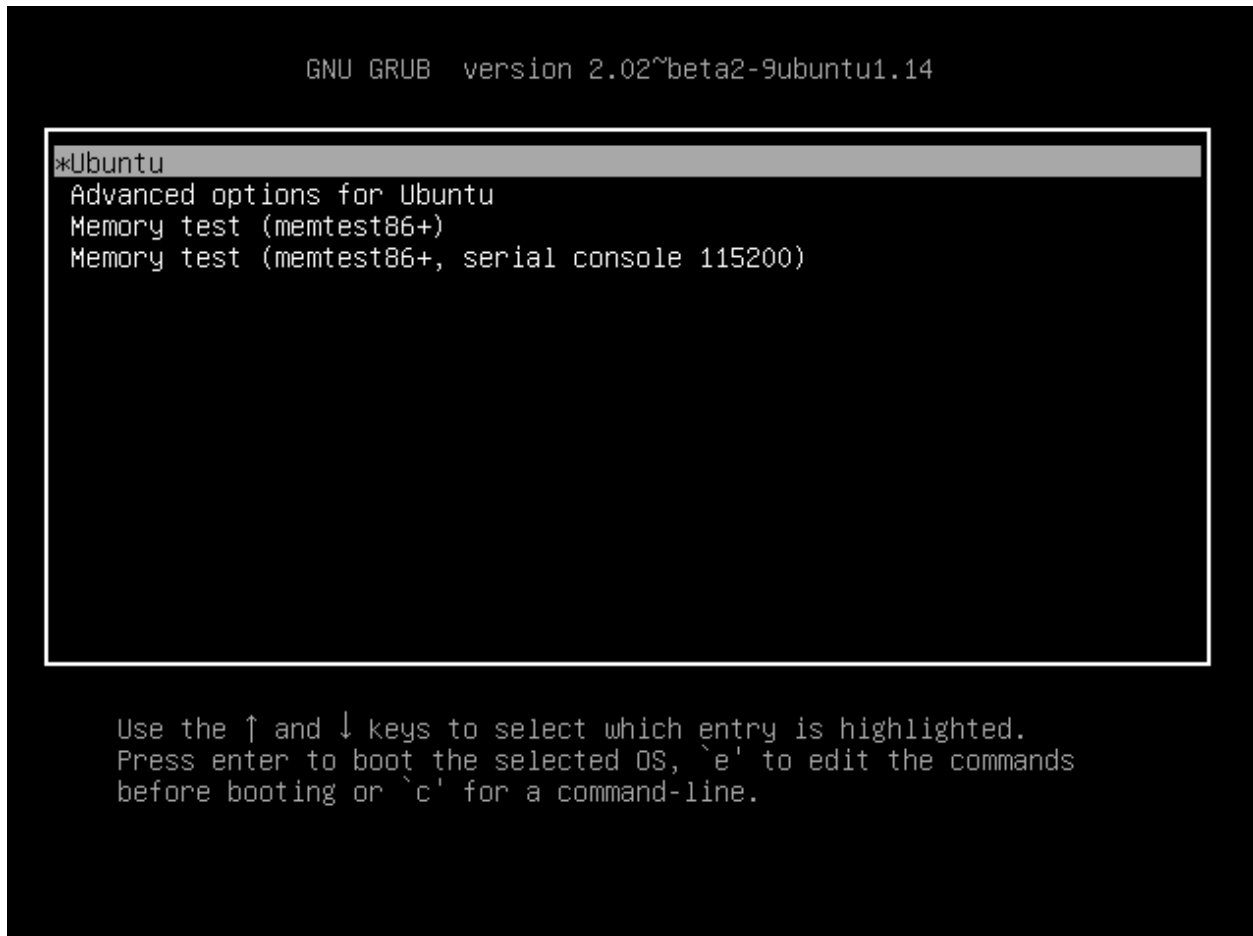 GNU GRUB version 2.02~beta2-9ubuntu1.14
*Ubuntu
Advanced options for Ubuntu
Memory test (memtest86+)
Memory test (memtest86+, serial console 115200)
Use the ↑ and ↓ keys to select which entry is highlighted.
Press enter to boot the selected OS, `e' to edit the commands
before booting or `c' for a command-line.